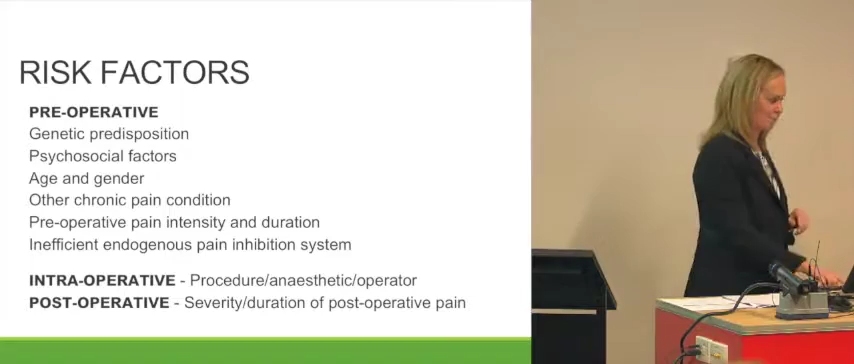 RISK FACTORS
PRE-OPERATIVE
Genetic predisposition
Psychosocial factors
Age and gender
Other chronic pain condition
Pre-operative pain intensity and duration
Inefficient endogenous pain inhibition system
INTRA-OPERATIVE - Procedure/anaesthetic/operator
POST-OPERATIVE - Severity/duration of post-operative pain